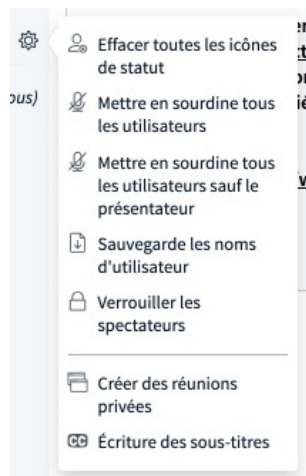 Effacer toutes les icônes
de statut
ous)
Mettre en sourdine tous
les utilisateurs
Mettre en sourdine tous
les utilisateurs sauf le
présentateur
Sauvegarde les noms
d'utilisateur
Verrouiller les
spectateurs
Créer des réunions
privées
CC Écriture des sous-titres